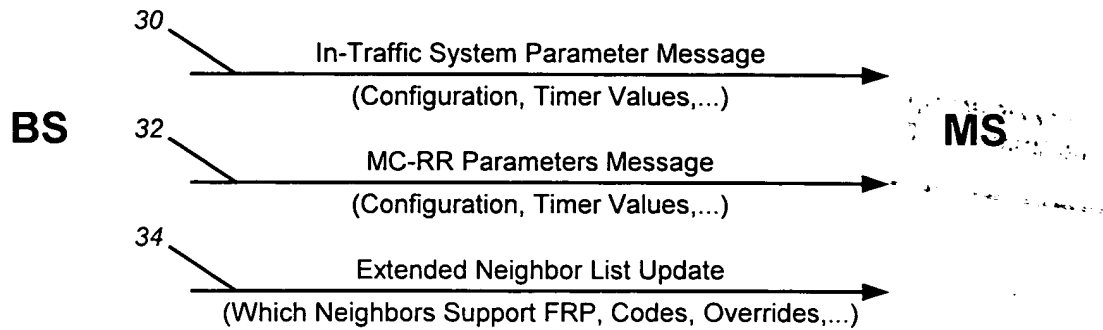 30
In-Traffic System Parameter Message
(Configuration, Timer Values,...)
BS
MS
32
MC-RR Parameters Message
(Configuration, Timer Values,...)
34
Extended Neighbor List Update
(Which Neighbors Support FRP, Codes, Overrides,...)